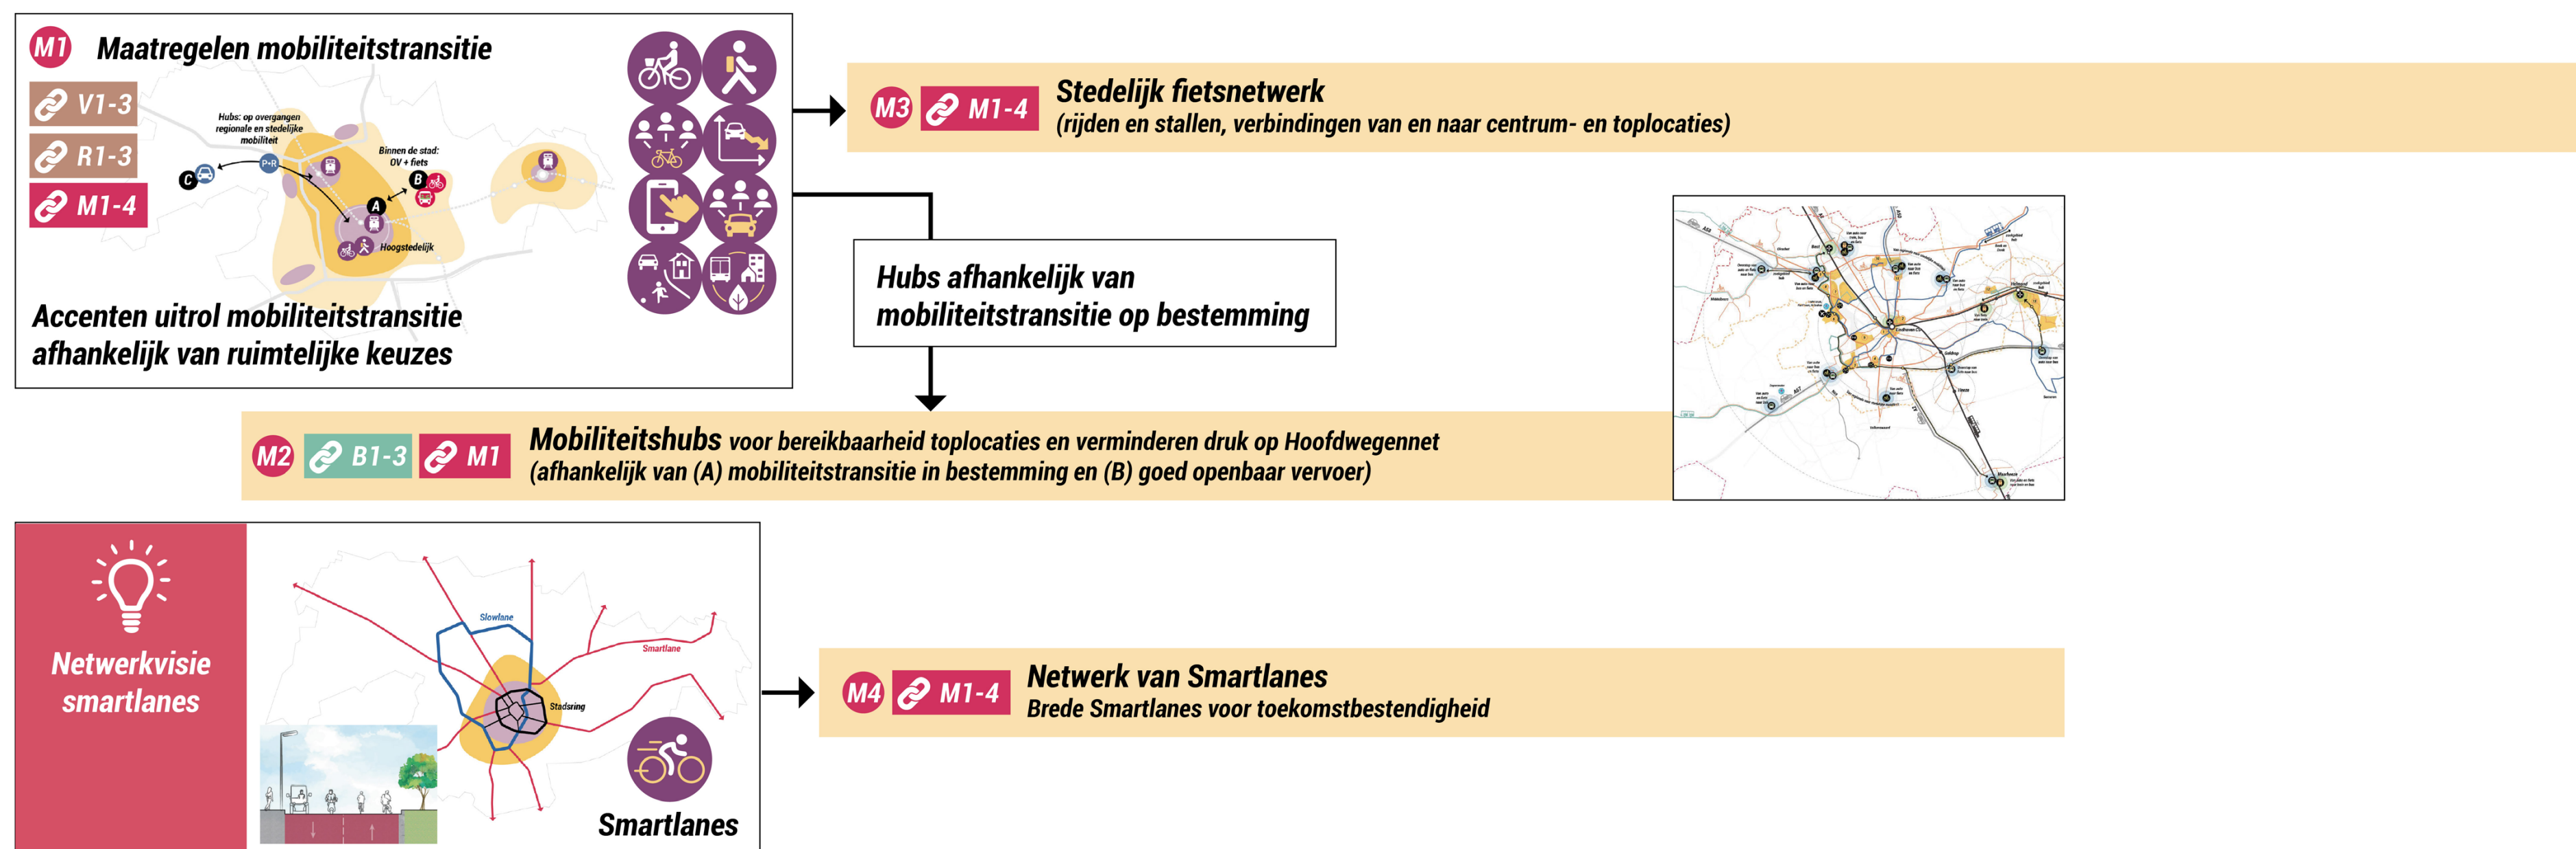 M1 Maatregelen mobiliteitstransitie
V1-3
R1-3
M1-4
Hubs: op overgangen
regionale en stedelijke
mobiliteit
P+R
C
Binnen de stad:
OV + fiets
B
A
Hoogstedelijk
Accenten uitrol mobiliteitstransitie
afhankelijk van ruimtelijke keuzes
M3 M1-4 Stedelijk fietsnetwerk
(rijden en stallen, verbindingen van en naar centrum- en toplocaties)
Hubs afhankelijk van
mobiliteitstransitie op bestemming
M2 B1-3 M1 Mobiliteitshubs voor bereikbaarheid toplocaties en verminderen druk op Hoofdwegennet
(afhankelijk van (A) mobiliteitstransitie in bestemming en (B) goed openbaar vervoer)
Netwerkvisie
smartlanes
Slowlane
Smartlane
Stadsring
Smartlanes
M4 M1-4 Netwerk van Smartlanes
Brede Smartlanes voor toekomstbestendigheid